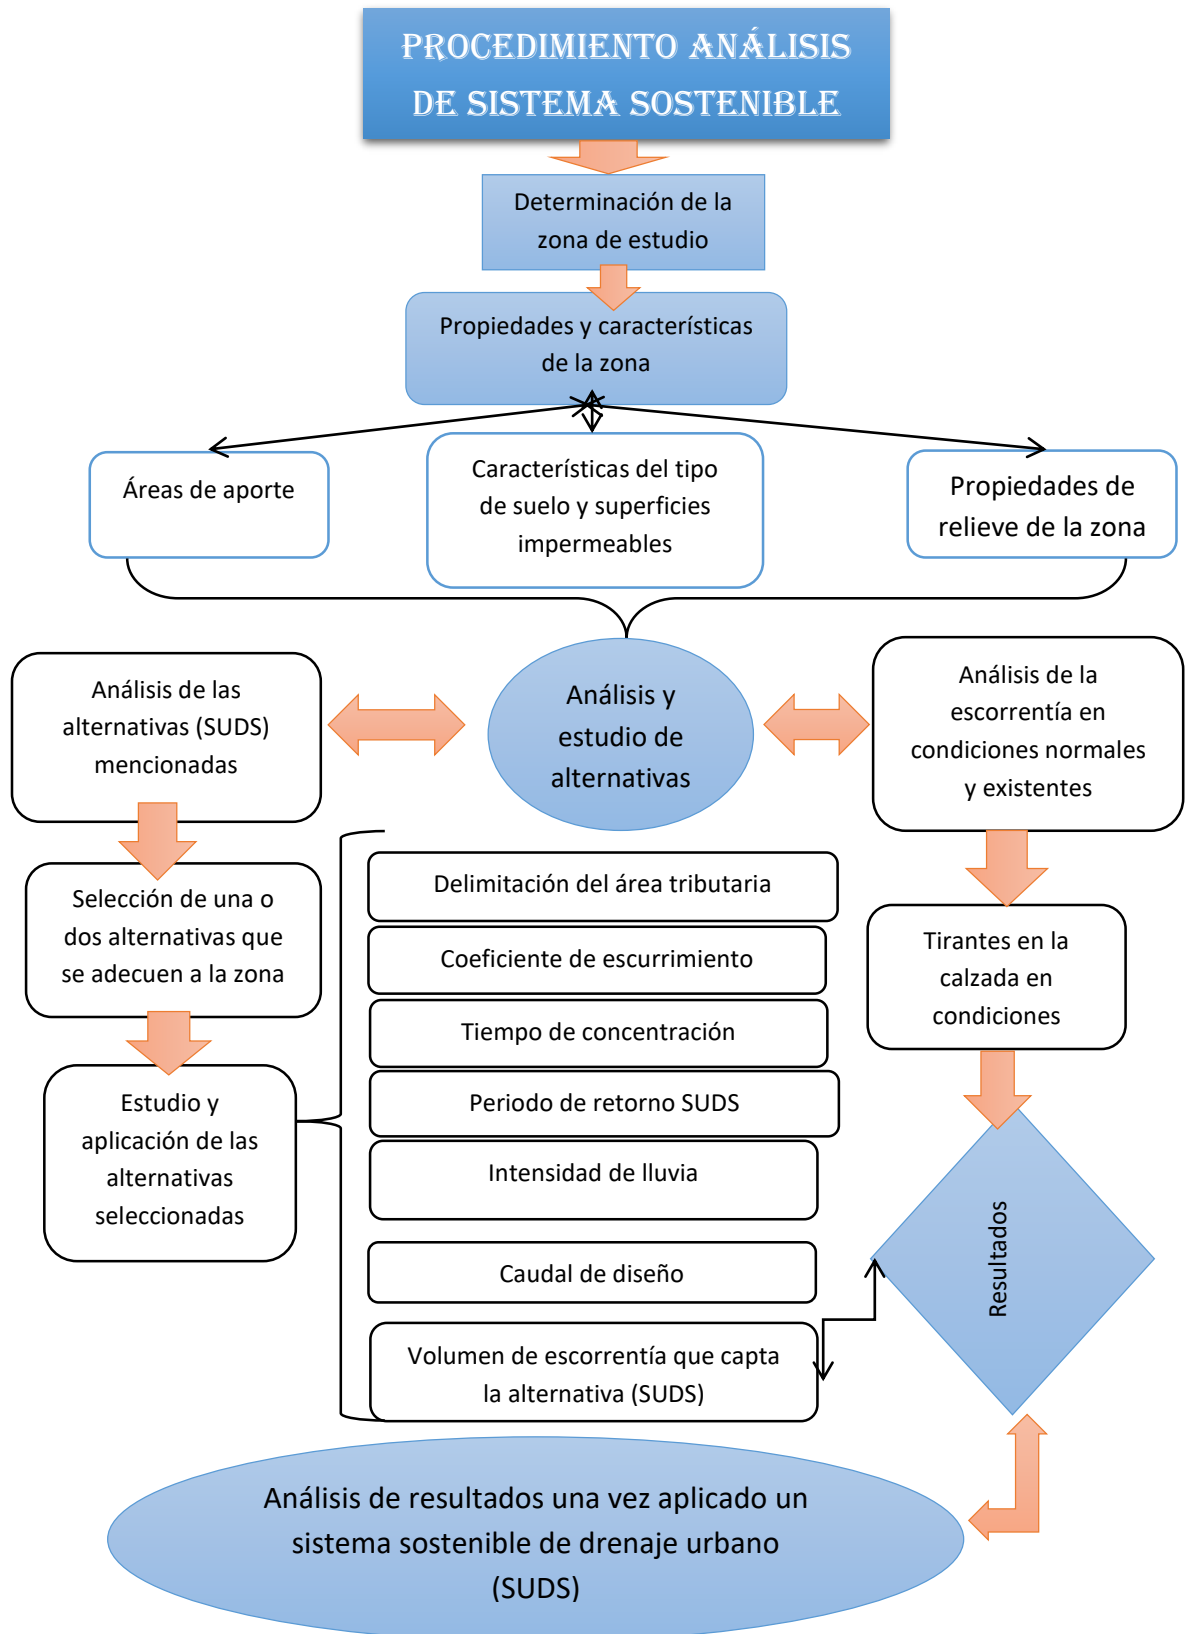 PROCEDIMIENTO ANÁLISIS
DE SISTEMA SOSTENIBLE
Determinación de la
zona de estudio
Propiedades y características
de la zona
Áreas de aporte
Características del tipo
de suelo y superficies
impermeables
Propiedades de
relieve de la zona
Análisis de las
alternativas (SUDS)
mencionadas
Análisis y
estudio de
alternativas
Análisis de la
escorrentía en
condiciones normales
y existentes
Selección de una o
dos alternativas que
se adecuen a la zona
Estudio y
aplicación de las
alternativas
seleccionadas
Delimitación del área tributaria
Coeficiente de escurrimiento
Tiempo de concentración
Periodo de retorno SUDS
Intensidad de lluvia
Caudal de diseño
Volumen de escorrentía que capta
la alternativa (SUDS)
Tirantes en la
calzada en
condiciones
Resultados
Análisis de resultados una vez aplicado un
sistema sostenible de drenaje urbano
(SUDS)